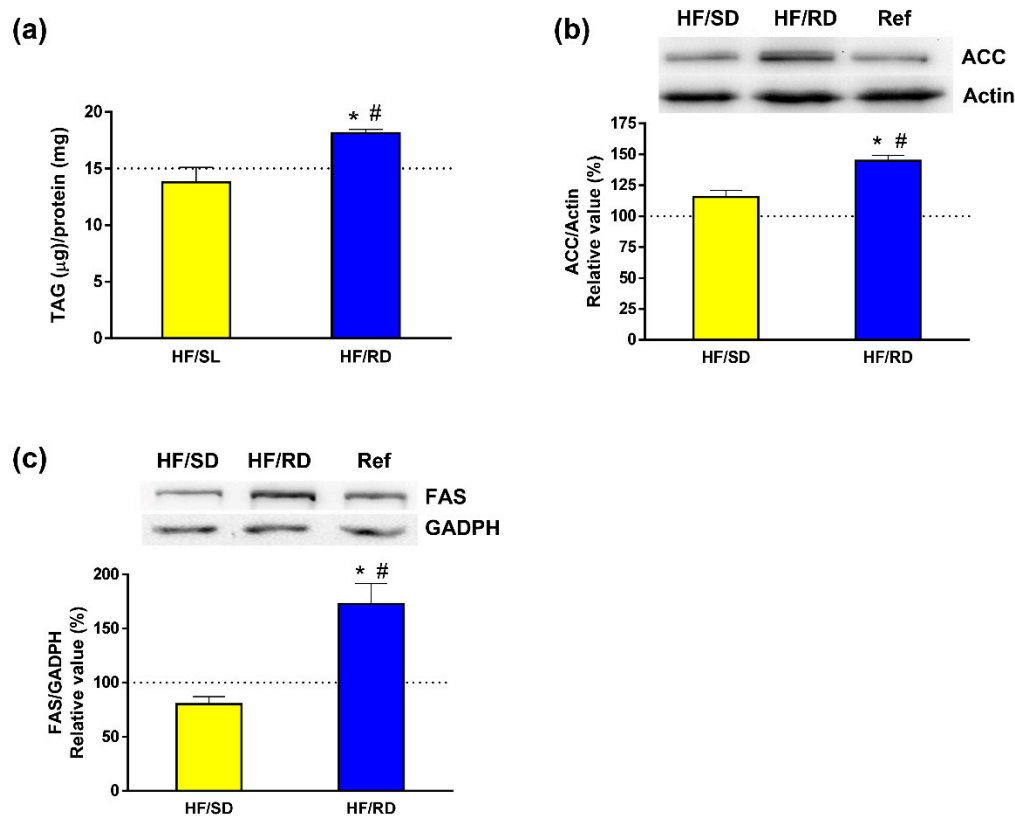 (a)
20
15
10
5
0
TAG (μg)/protein (mg)
* #
HF/SL HF/RD
(b)
HF/SD HF/RD Ref
ACC
Actin
175
150
125
100
75
50
25
0
ACC/Actin
Relative value (%)
* #
HF/SD HF/RD
(c)
HF/SD HF/RD Ref
FAS
GADPH
200
150
100
50
0
FAS/GADPH
Relative value (%)
* #
HF/SD HF/RD